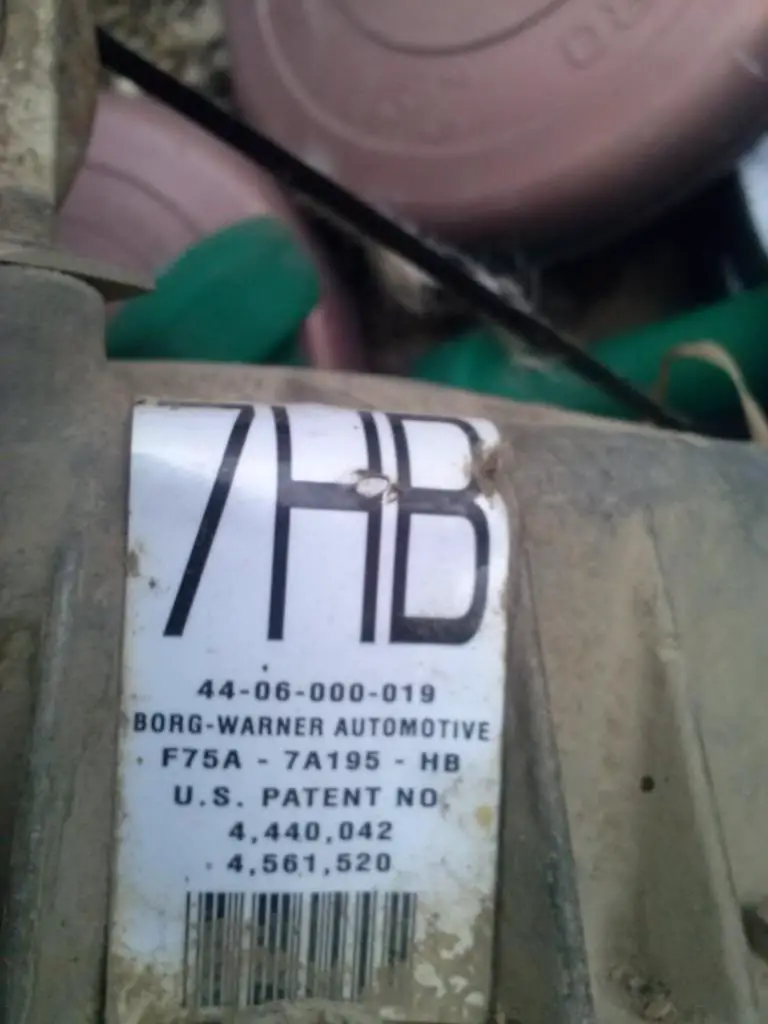 7HB
44-06-000-019
BORG-WARNER AUTOMOTIVE
F75A - 7A195 - HB
U.S. PATENT NO.
4,440,042
4,561,520